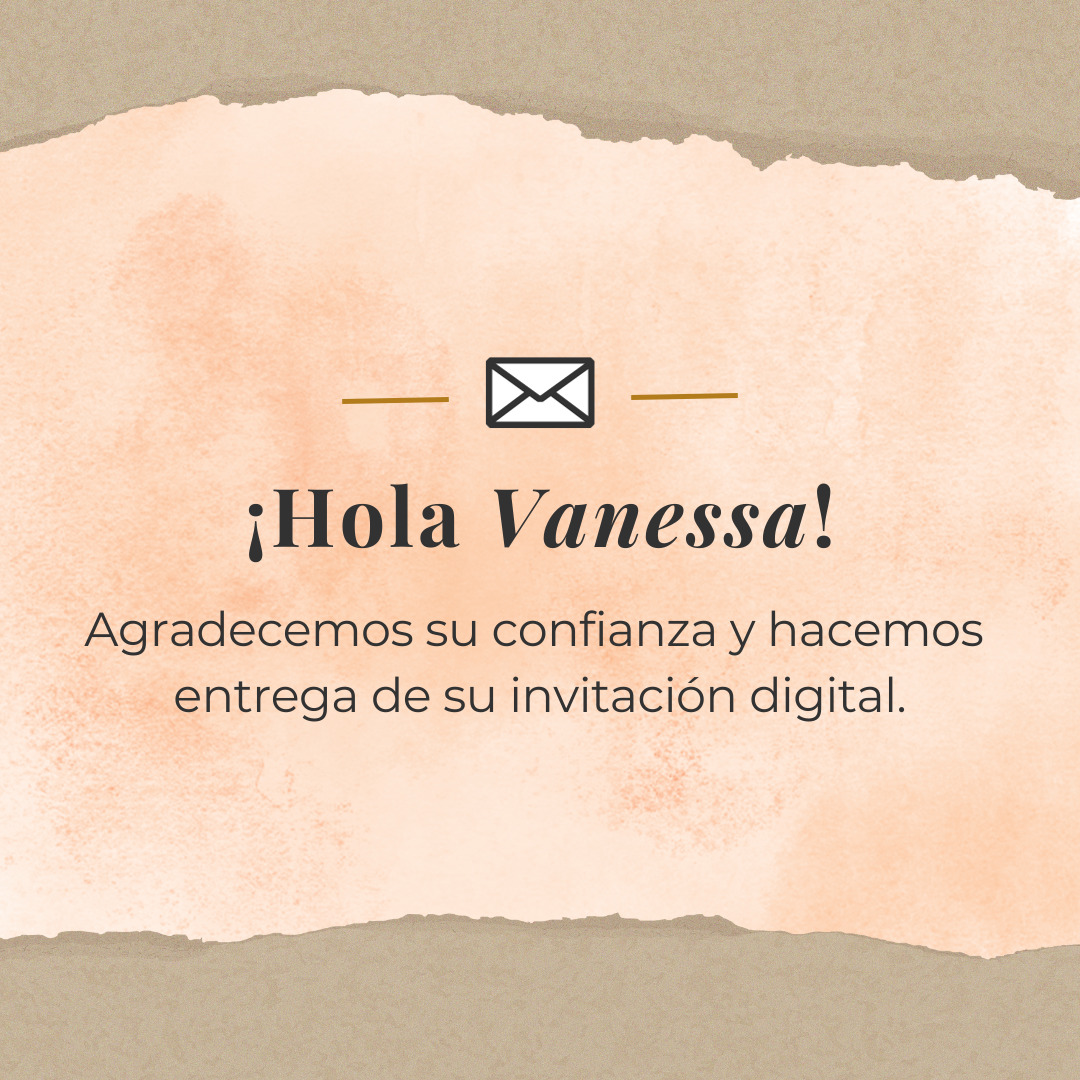 ¡Hola Vanessa!
Agradecemos su confianza y hacemos
entrega de su invitación digital.